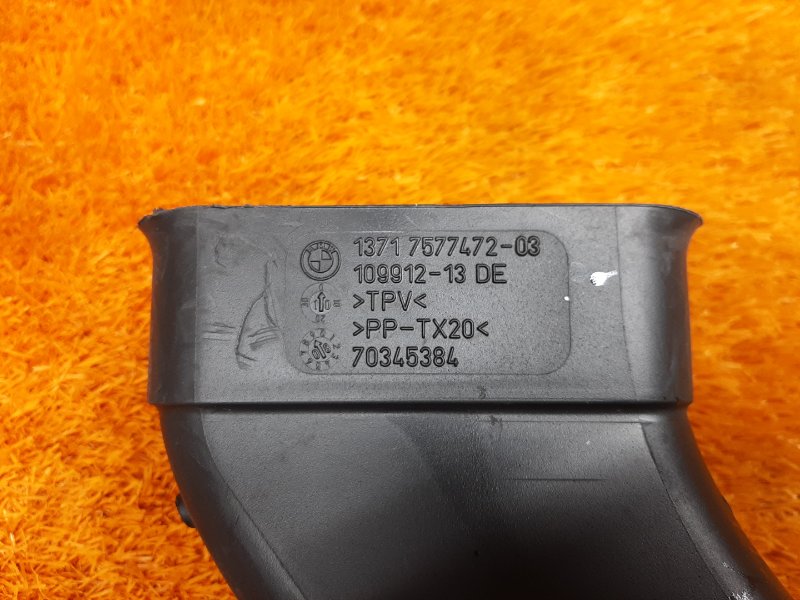 1371 7577472-03
109912-13 DE
>TPV<
>PP-TX20<
70345384